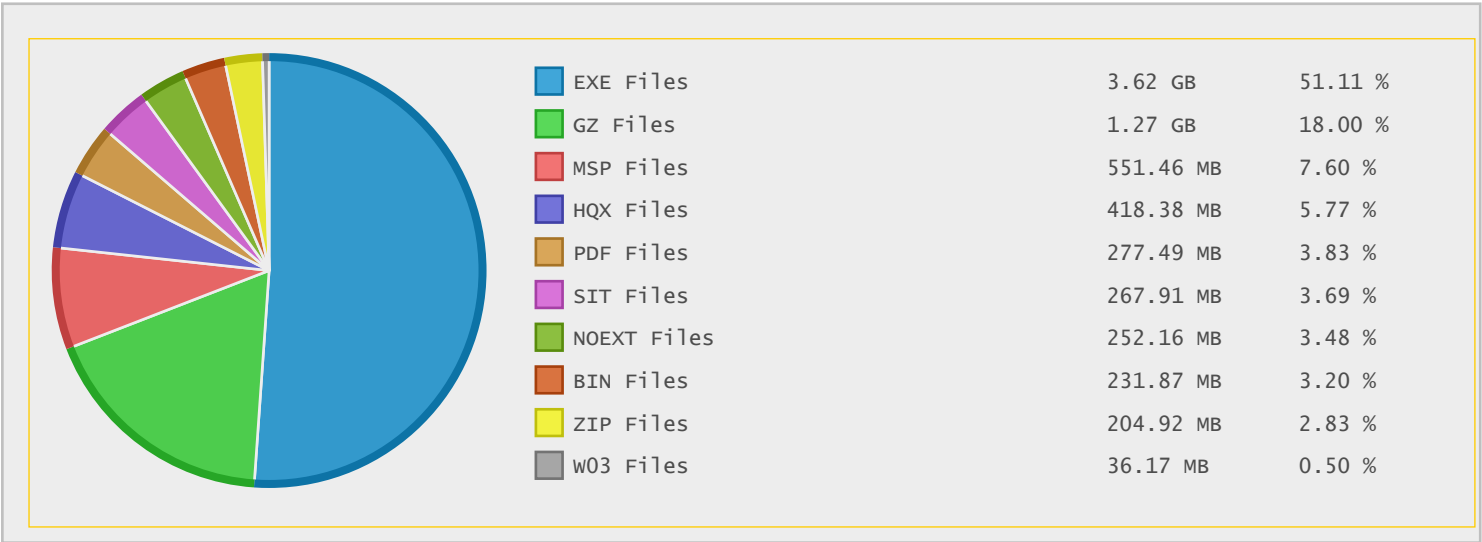 EXE Files 3.62 GB 51.11 %
GZ Files 1.27 GB 18.00 %
MSP Files 551.46 MB 7.60 %
HQX Files 418.38 MB 5.77 %
PDF Files 277.49 MB 3.83 %
SIT Files 267.91 MB 3.69 %
NOEXT Files 252.16 MB 3.48 %
BIN Files 231.87 MB 3.20 %
ZIP Files 204.92 MB 2.83 %
W03 Files 36.17 MB 0.50 %